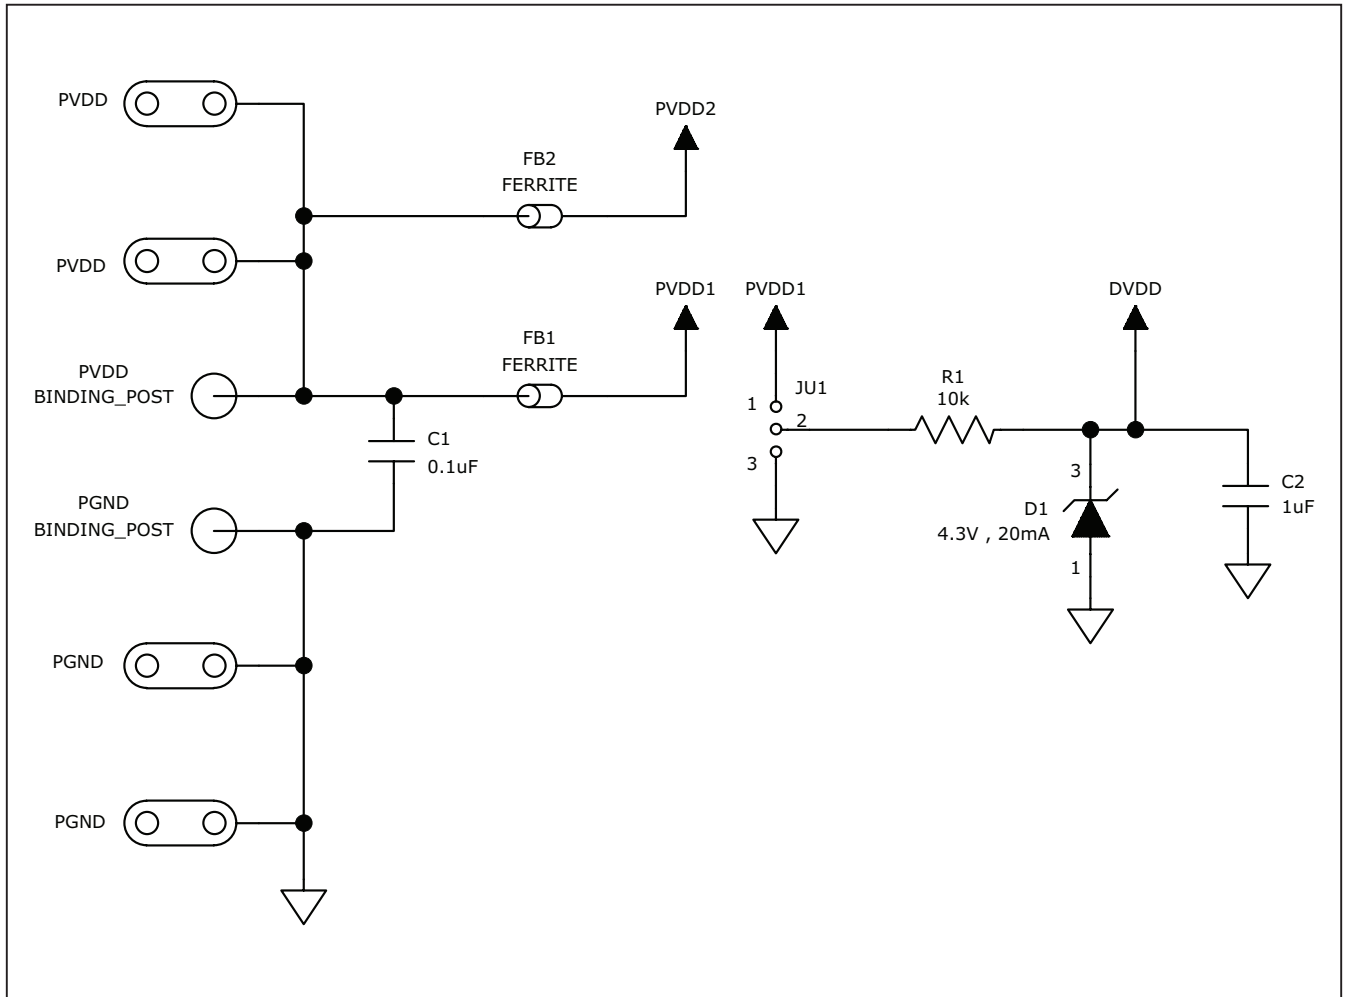 PVDD
PVDD2
FB2
FERRITE
PVDD
PVDD1
PVDD1
DVDD
FB1
FERRITE
PVDD
BINDING_POST
JU1
1
2
3
R1
10k
C1
0.1uF
3
D1
4.3V , 20mA
1
C2
1uF
PGND
BINDING_POST
PGND
PGND